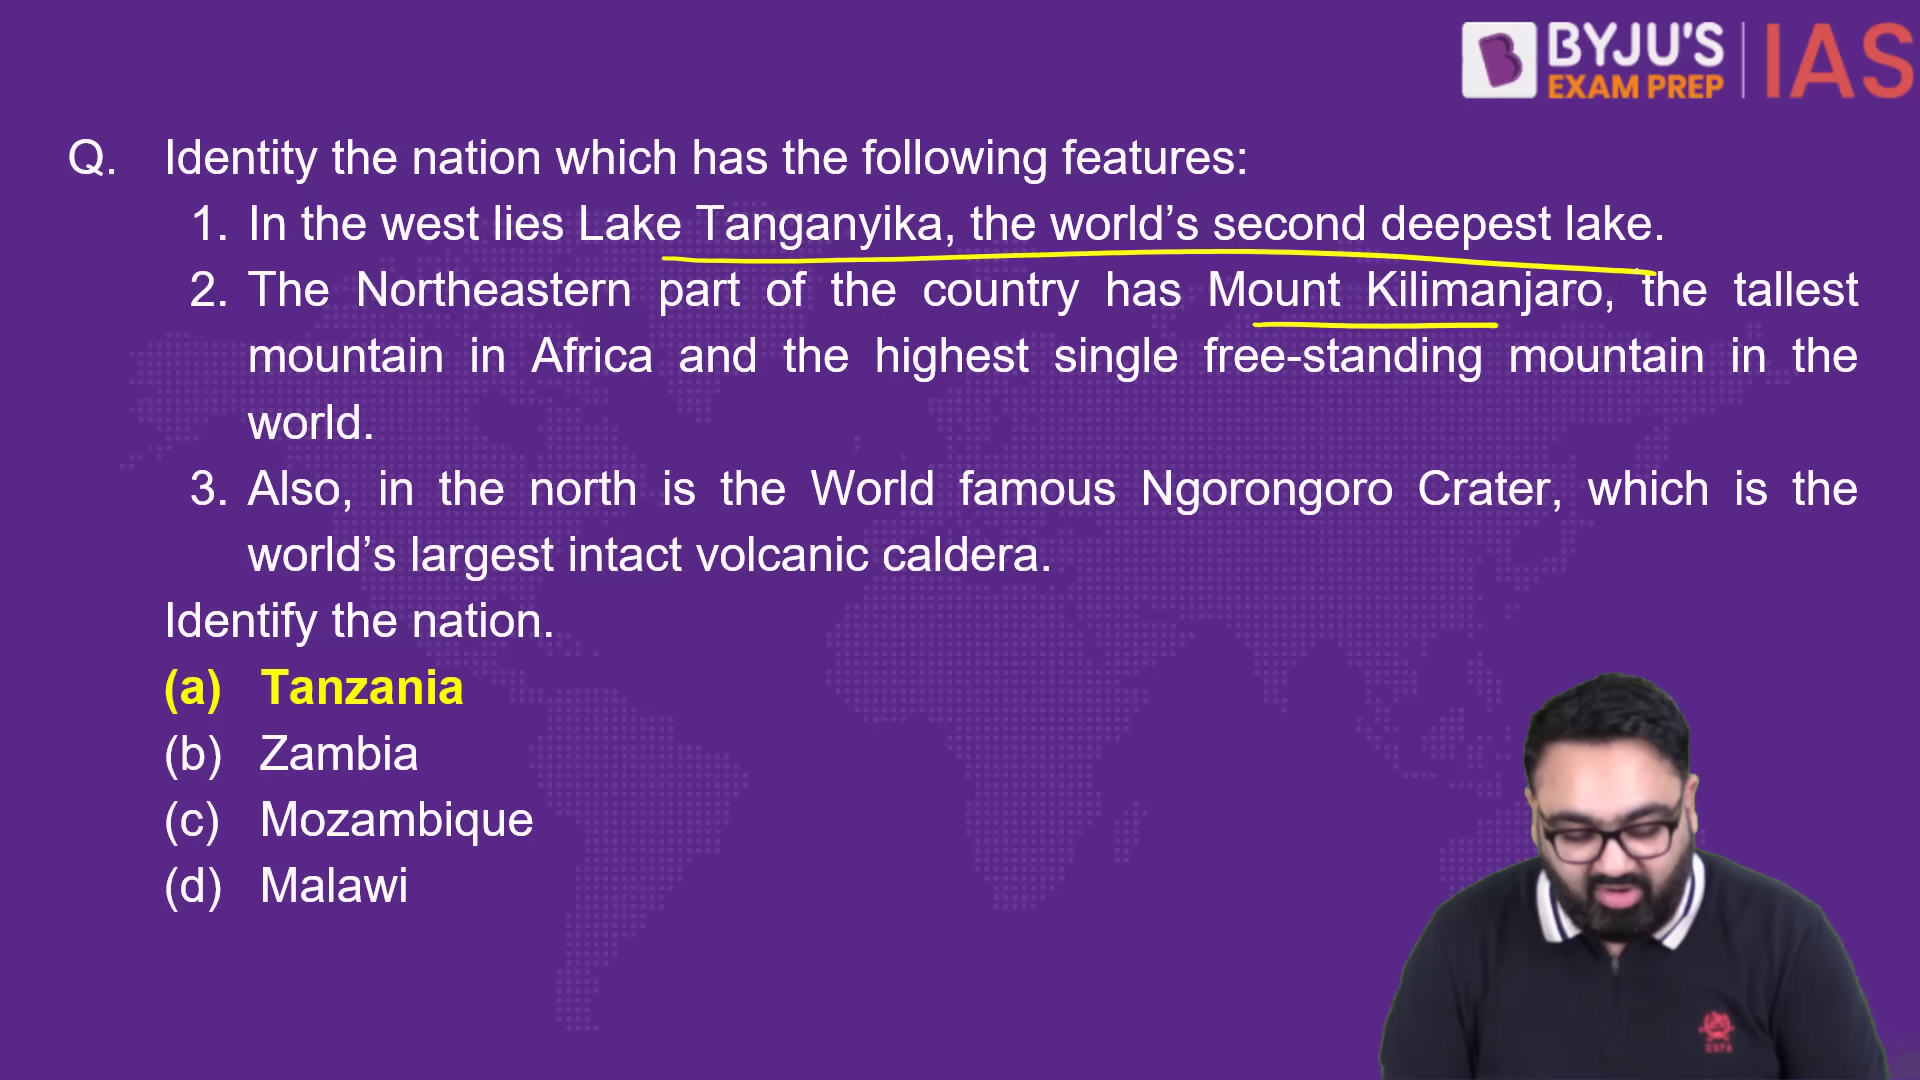 BYJU'S
EXAM PREP
IAS
Q. Identity the nation which has the following features:
1. In the west lies Lake Tanganyika, the world’s second deepest lake.
2. The Northeastern part of the country has Mount Kilimanjaro, the tallest
mountain in Africa and the highest single free-standing mountain in the
world.
3. Also, in the north is the World famous Ngorongoro Crater, which is the
world’s largest intact volcanic caldera.
Identify the nation.
(a) Tanzania
(b) Zambia
(c) Mozambique
(d) Malawi